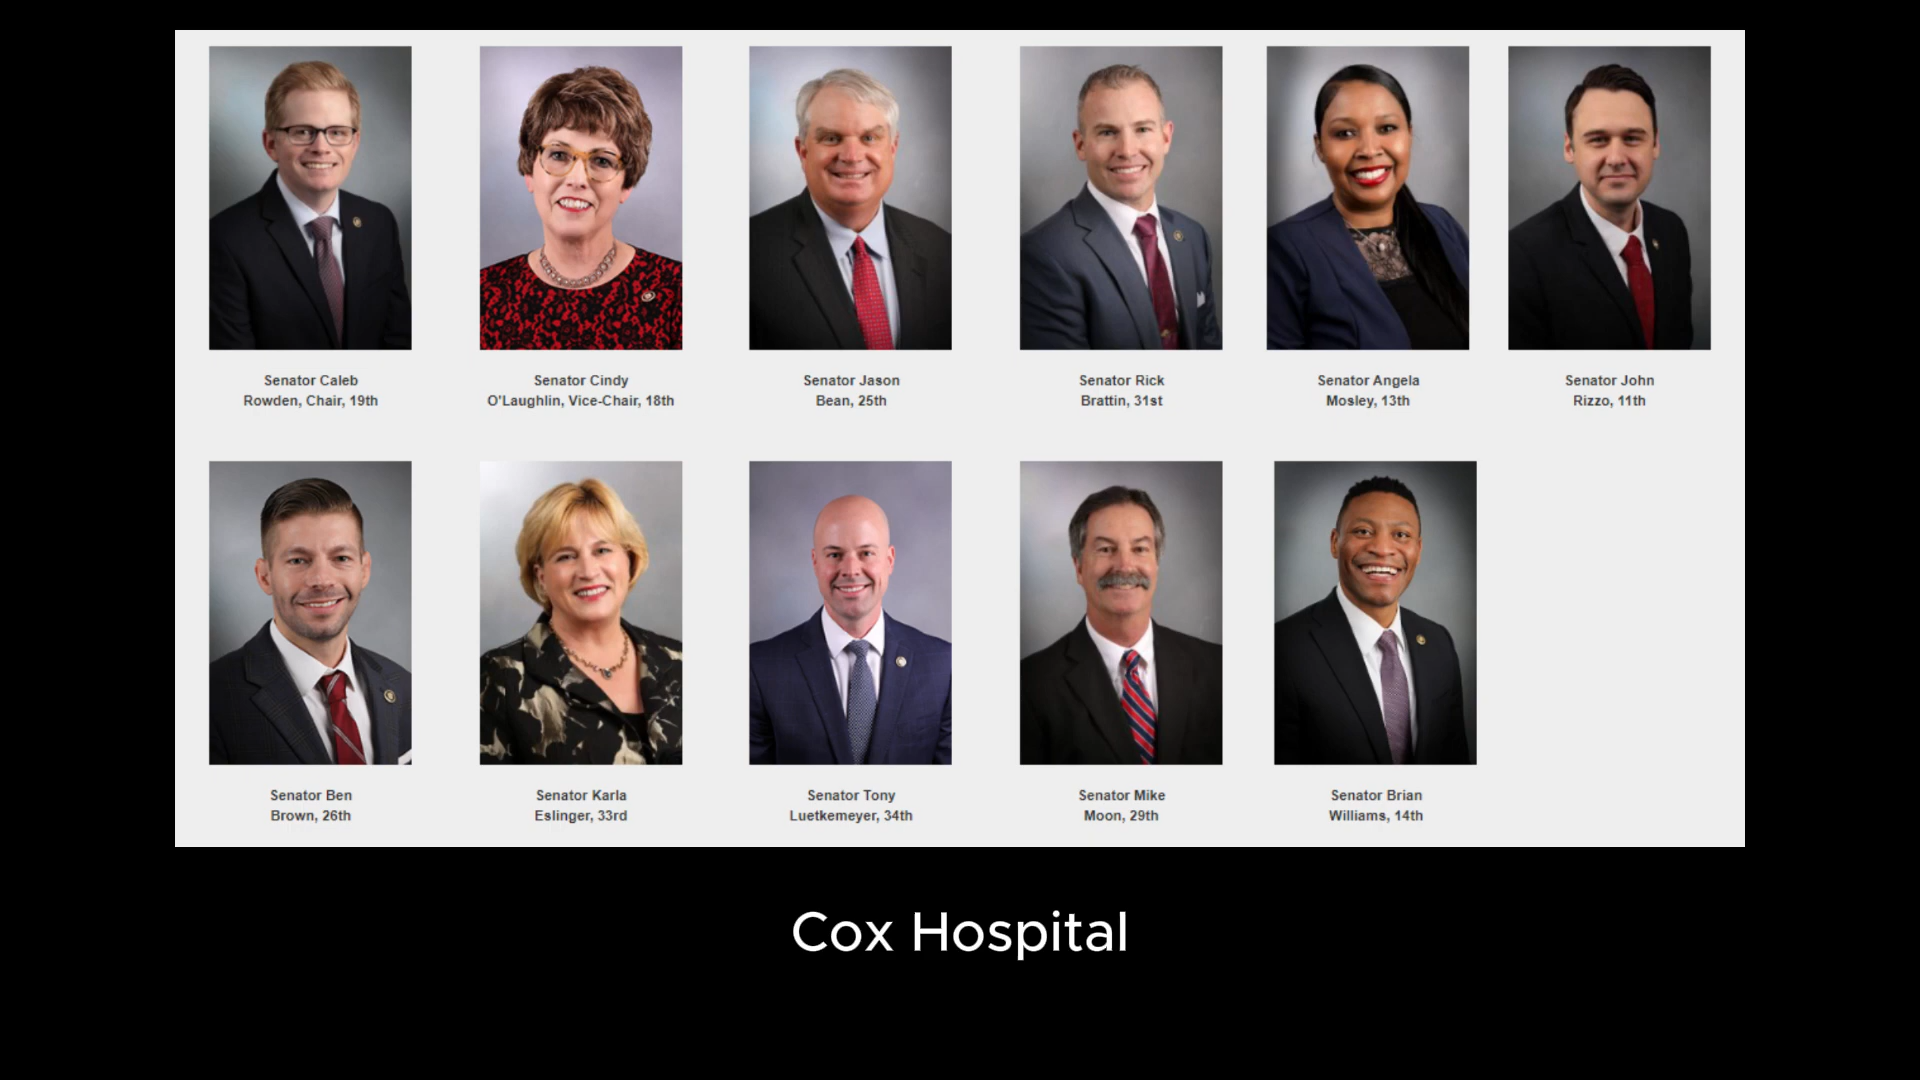 Senator Caleb
Rowden, Chair, 19th
Senator Cindy
O'Laughlin, Vice-Chair, 18th
Senator Jason
Bean, 25th
Senator Rick
Brattin, 31st
Senator Angela
Mosley, 13th
Senator John
Rizzo, 11th
Senator Ben
Brown, 26th
Senator Karla
Eslinger, 33rd
Senator Tony
Luetkemeyer, 34th
Senator Mike
Moon, 29th
Senator Brian
Williams, 14th
Cox Hospital